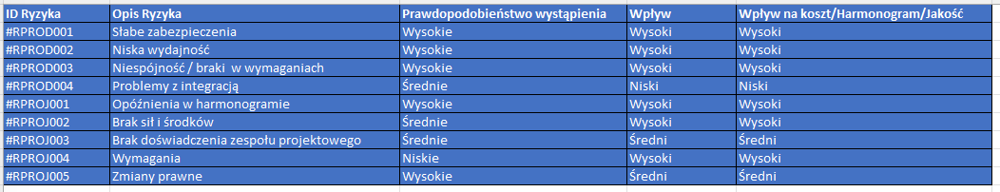 ID Ryzyka Opis Ryzyka Prawdopodobieństwo wystąpienia Wpływ Wpływ na koszt/Harmonogram/Jakość
#RPROD001 Słabe zabezpieczenia Wysokie Wysoki Wysoki
#RPROD002 Niska wydajność Wysokie Wysoki Wysoki
#RPROD003 Niespójność / braki w wymaganiach Wysokie Wysoki Wysoki
#RPROD004 Problemy z integracją Średnie Niski Niski
#RPROJ001 Opóźnienia w harmonogramie Wysokie Wysoki Wysoki
#RPROJ002 Brak sił i środków Średnie Wysoki Wysoki
#RPROJ003 Brak doświadczenia zespołu projektowego Średnie Średni Średni
#RPROJ004 Wymagania Niskie Wysoki Wysoki
#RPROJ005 Zmiany prawne Wysokie Średni Średni